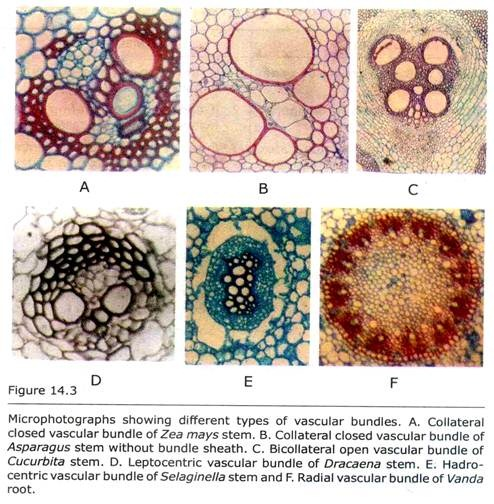 A
B
C
D
E
F
Figure 14.3
Microphotographs showing different types of vascular bundles. A. Collateral
closed vascular bundle of Zea mays stem. B. Collateral closed vascular bundle of
Asparagus stem without bundle sheath. C. Bicollateral open vascular bundle of
Cucurbita stem. D. Leptocentric vascular bundle of Dracaena stem. E. Hadro-
centric vascular bundle of Selaginella stem and F. Radial vascular bundle of Vanda
root.